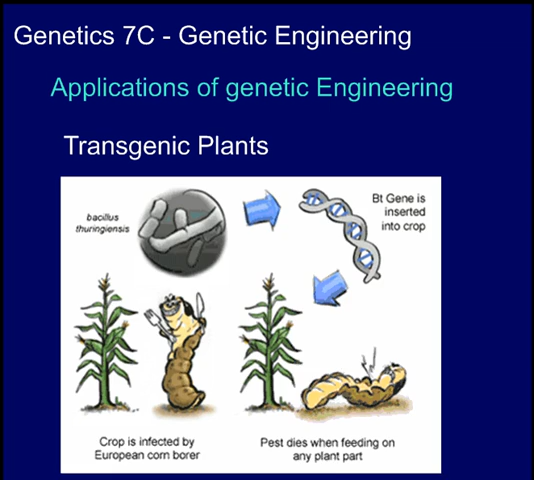 Genetics 7C - Genetic Engineering
Applications of genetic Engineering
Transgenic Plants
bacillus
thuringiensis
Bt Gene is
inserted
into crop
Crop is infected by
European corn borer
Pest dies when feeding on
any plant part